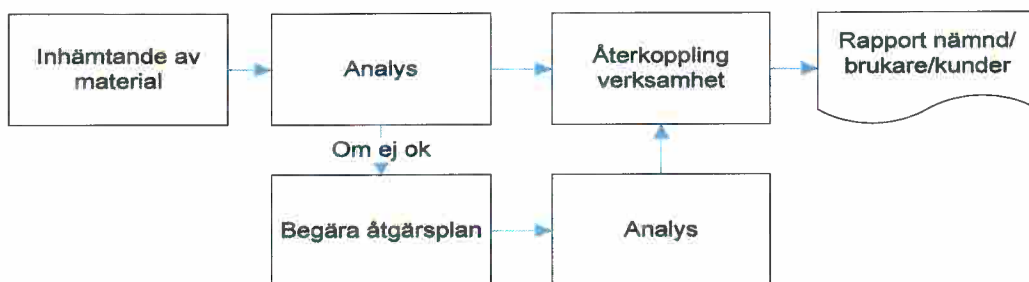 Inhämtande av
material
Analys
Återkoppling
verksamhet
Rapport nämnd/
brukare/kunder
Om ej ok
Begära åtgärsplan
Analys